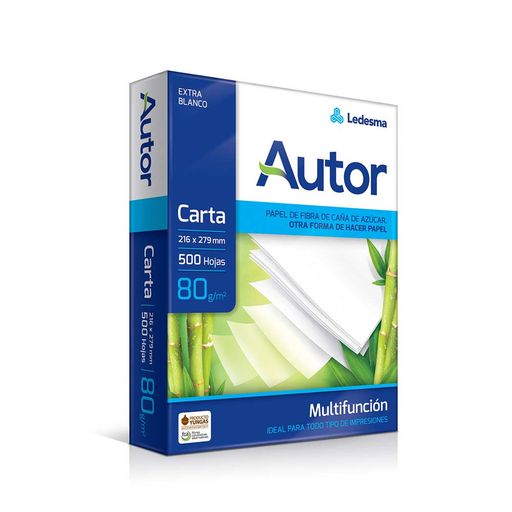 EXTRA
BLANCO
Ledesma
Autor
PAPEL DE FIBRA DE CAÑA DE AZÚCAR,
OTRA FORMA DE HACER PAPEL
Carta
216 x 279 mm
500 Hojas
80 g/m²
PRODUCTO
YUNGAS
Multifunción
IDEAL PARA TODO TIPO DE IMPRESIONES
Autor
Carta
216 x 279 mm
500 Hojas
80 g/m²